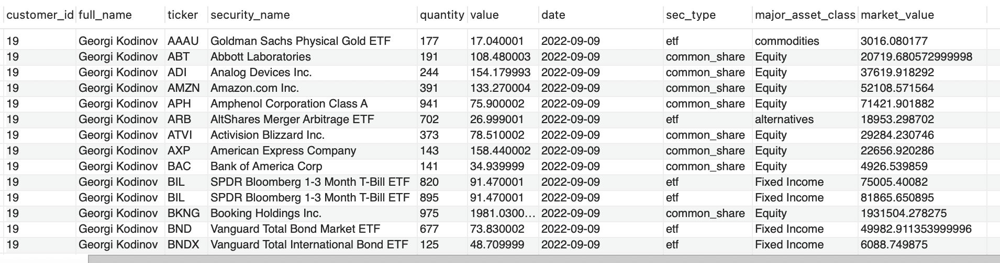 customer_id full_name ticker security_name quantity value date sec_type major_asset_class market_value
19 Georgi Kodinov AAAU Goldman Sachs Physical Gold ETF 177 17.040001 2022-09-09 etf commodities 3016.080177
19 Georgi Kodinov ABT Abbott Laboratories 191 108.480003 2022-09-09 common_share Equity 20719.680572999998
19 Georgi Kodinov ADI Analog Devices Inc. 244 154.179993 2022-09-09 common_share Equity 37619.918292
19 Georgi Kodinov AMZN Amazon.com Inc. 391 133.270004 2022-09-09 common_share Equity 52108.571564
19 Georgi Kodinov APH Amphenol Corporation Class A 941 75.900002 2022-09-09 common_share Equity 71421.901882
19 Georgi Kodinov ARB AltShares Merger Arbitrage ETF 702 26.999001 2022-09-09 etf alternatives 18953.298702
19 Georgi Kodinov ATVI Activision Blizzard Inc. 373 78.510002 2022-09-09 common_share Equity 29284.230746
19 Georgi Kodinov AXP American Express Company 143 158.440002 2022-09-09 common_share Equity 22656.920286
19 Georgi Kodinov BAC Bank of America Corp 141 34.939999 2022-09-09 common_share Equity 4926.539859
19 Georgi Kodinov BIL SPDR Bloomberg 1-3 Month T-Bill ETF 820 91.470001 2022-09-09 etf Fixed Income 75005.40082
19 Georgi Kodinov BIL SPDR Bloomberg 1-3 Month T-Bill ETF 895 91.470001 2022-09-09 etf Fixed Income 81865.650895
19 Georgi Kodinov BKNG Booking Holdings Inc. 975 1981.0300... 2022-09-09 common_share Equity 1931504.278275
19 Georgi Kodinov BND Vanguard Total Bond Market ETF 677 73.830002 2022-09-09 etf Fixed Income 49982.911353999996
19 Georgi Kodinov BNDX Vanguard Total International Bond ETF 125 48.709999 2022-09-09 etf Fixed Income 6088.749875